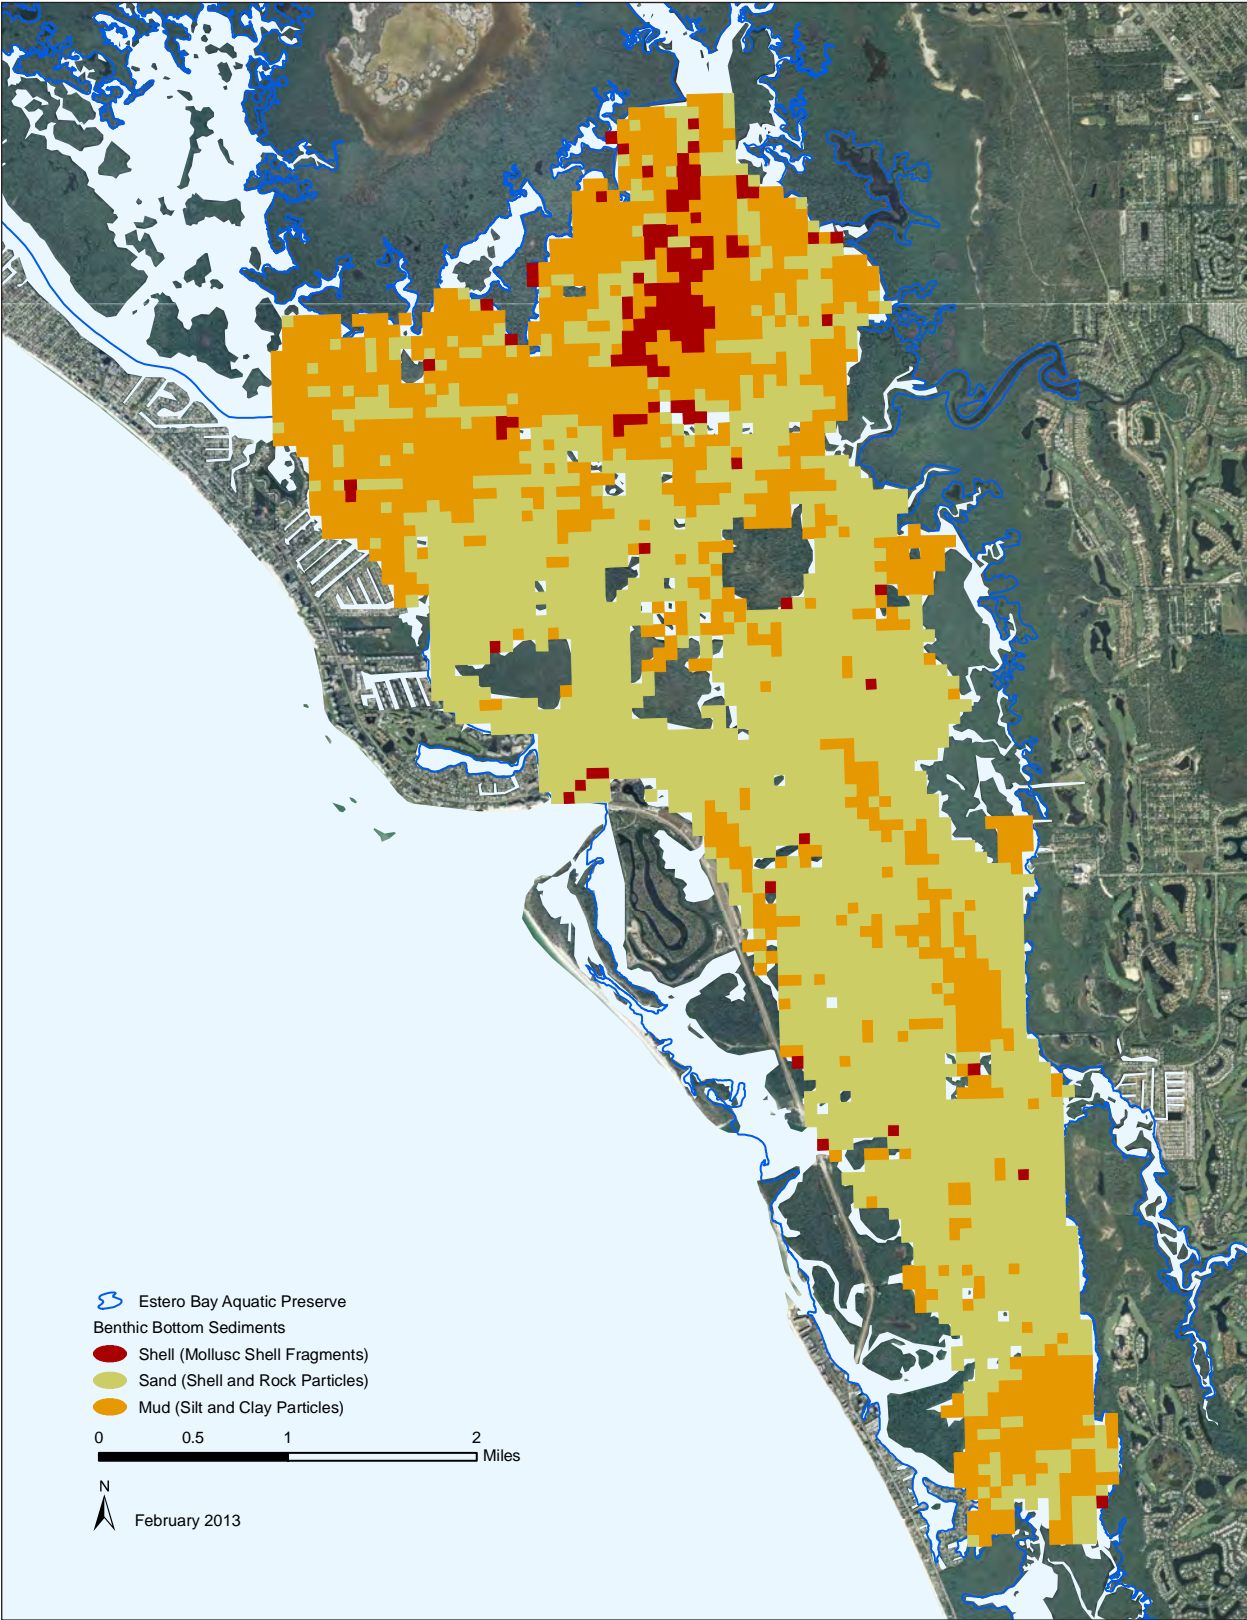 Estero Bay Aquatic Preserve
Benthic Bottom Sediments
Shell (Mollusc Shell Fragments)
Sand (Shell and Rock Particles)
Mud (Silt and Clay Particles)
0 0.5 1 2
Miles
N
February 2013